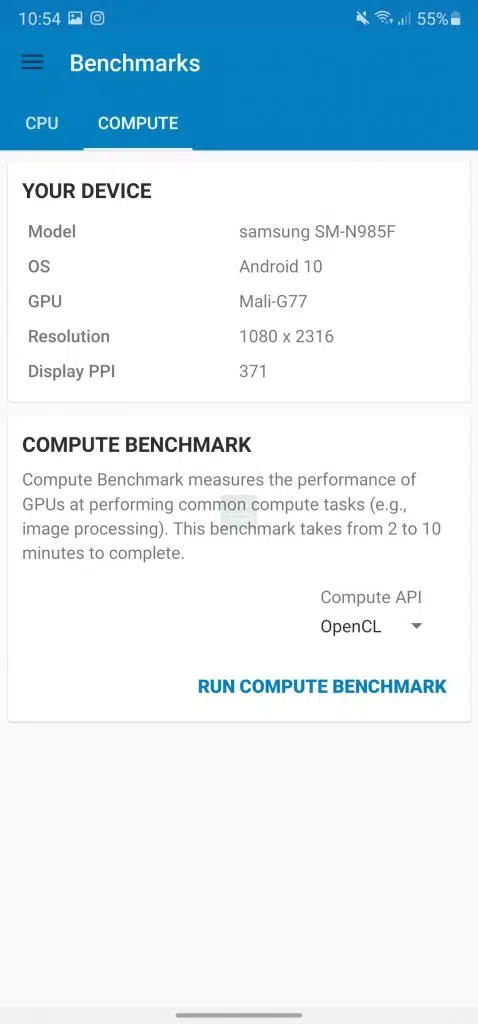 10:54 55%
Benchmarks
CPU COMPUTE
YOUR DEVICE
Model samsung SM-N985F
OS Android 10
GPU Mali-G77
Resolution 1080 x 2316
Display PPI 371
COMPUTE BENCHMARK
Compute Benchmark measures the performance of
GPUs at performing common compute tasks (e.g.,
image processing). This benchmark takes from 2 to 10
minutes to complete.
Compute API
OpenCL
RUN COMPUTE BENCHMARK